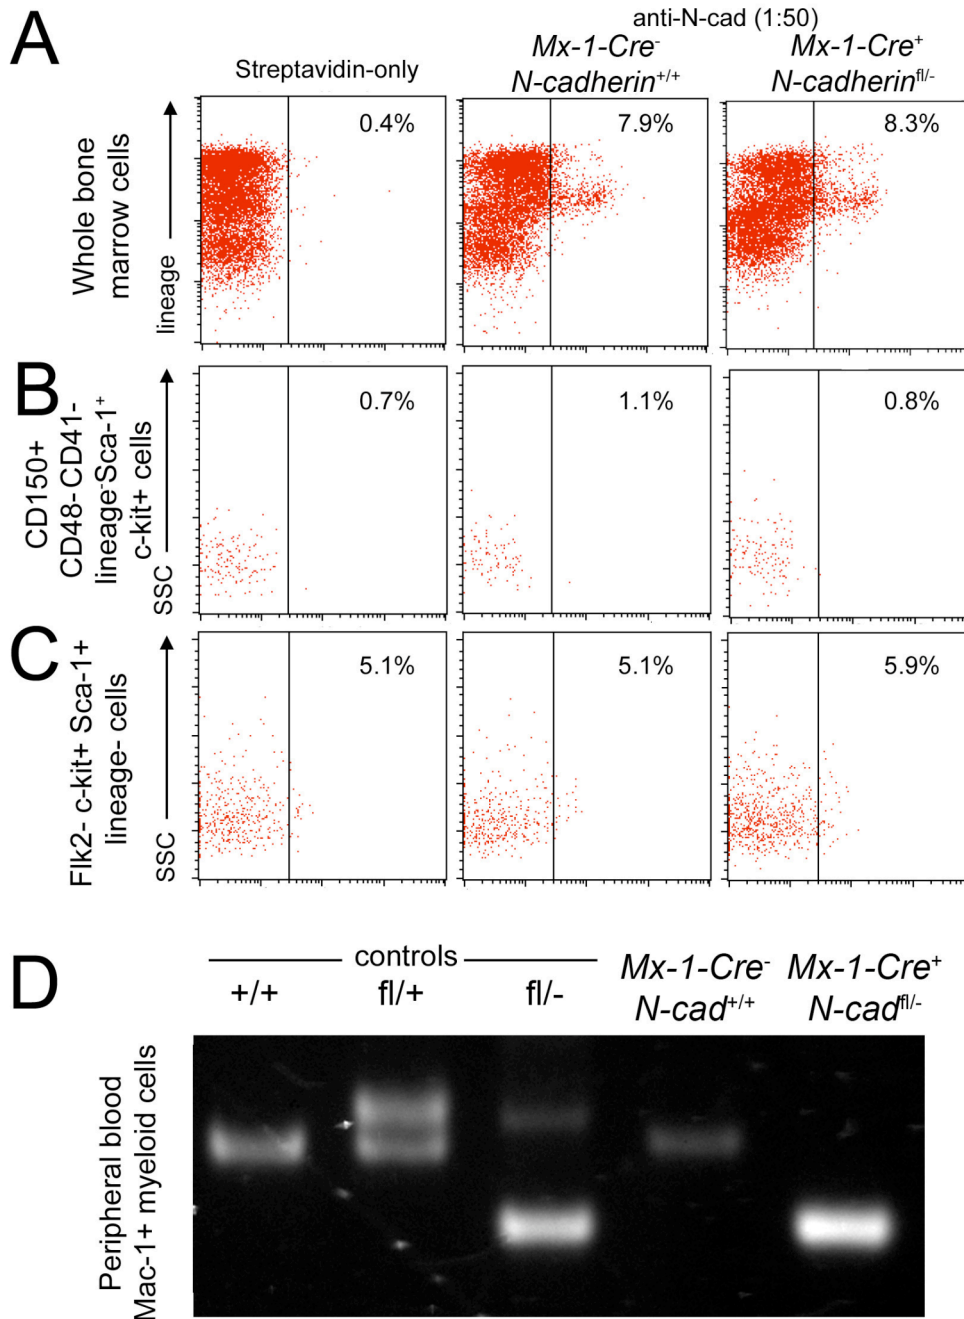 A
anti-N-cad (1:50)
Streptavidin-only
Mx-1-Cre-
N-cadherin+/+
Mx-1-Cre+
N-cadherinfl/-
Whole bone
marrow cells
lineage
0.4%
7.9%
8.3%
B
CD150+
CD48-CD41-
lineage-Sca-1+
c-kit+ cells
SSC
0.7%
1.1%
0.8%
C
Flk2- c-kit+ Sca-1+
lineage- cells
SSC
5.1%
5.1%
5.9%
D
controls
+/+
fl/+
fl/-
Mx-1-Cre-
N-cad+/+
Mx-1-Cre+
N-cadfl/-
Peripheral blood
Mac-1+ myeloid cells